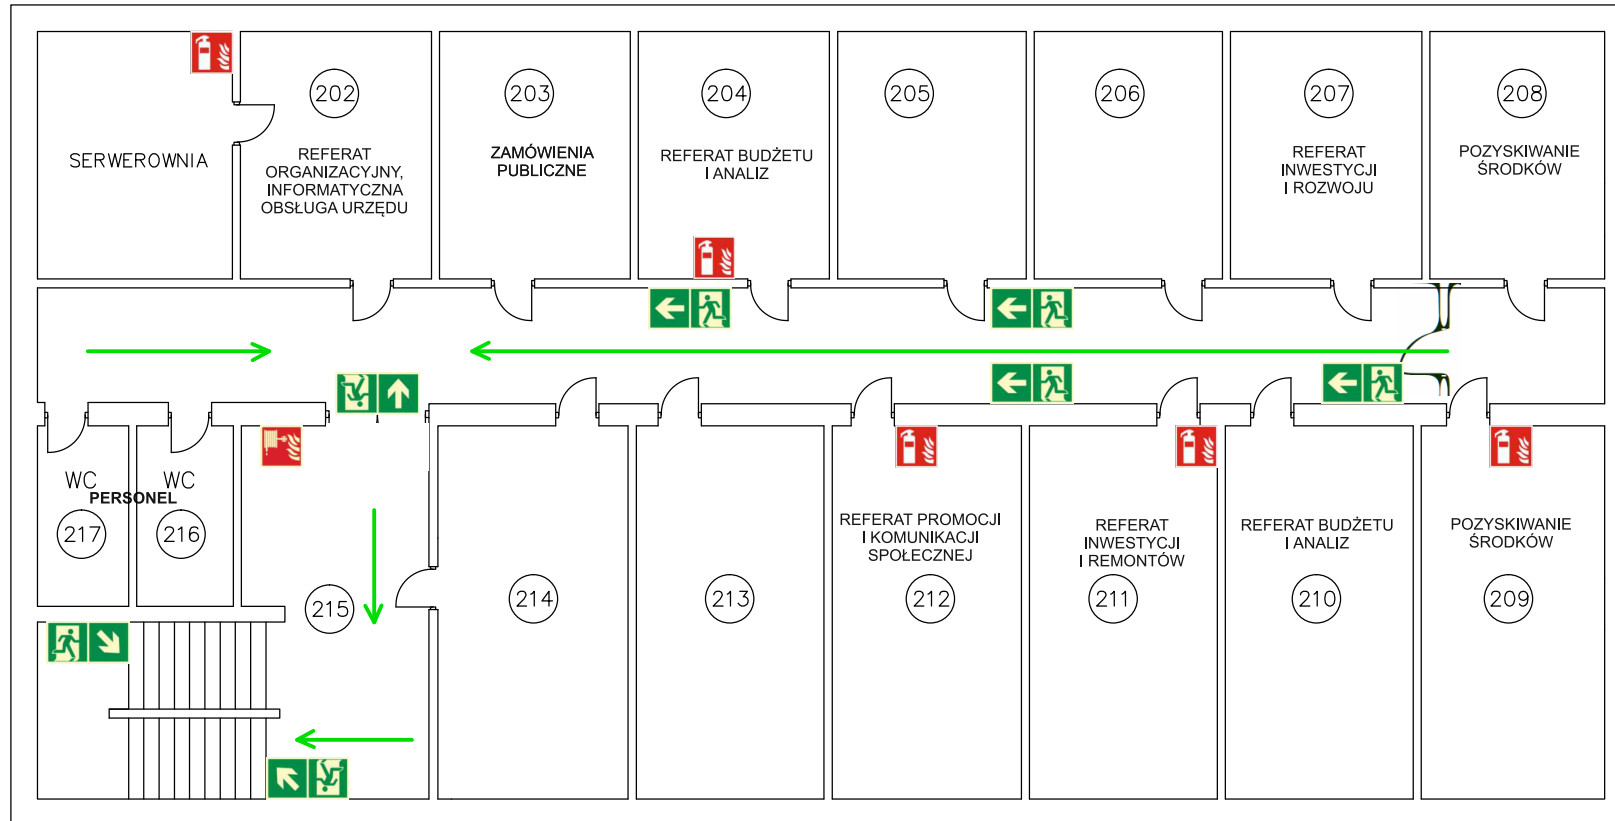 202
203
204
205
206
207
208
SERWEROWNIA
REFERAT
ORGANIZACYJNY,
INFORMATYCZNA
OBSŁUGA URZĘDU
ZAMÓWIENIA
PUBLICZNE
REFERAT BUDŻETU
I ANALIZ
REFERAT
INWESTYCJI
I ROZWOJU
POZYSKIWANIE
ŚRODKÓW
WC
WC
PERSONEL
217
216
215
214
213
REFERAT PROMOCJI
I KOMUNIKACJI
SPOŁECZNEJ
212
REFERAT
INWESTYCJI
I REMONTÓW
211
REFERAT BUDŻETU
I ANALIZ
210
POZYSKIWANIE
ŚRODKÓW
209